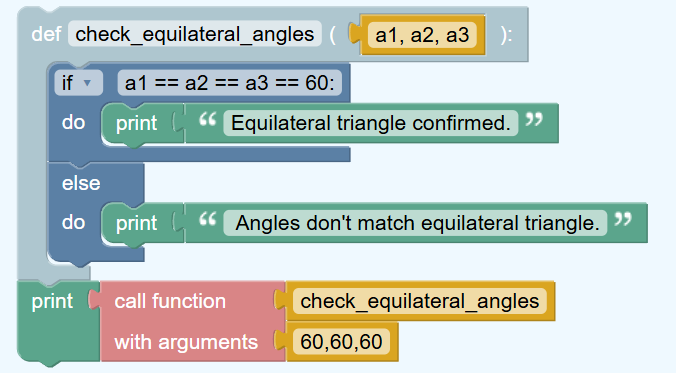 def check_equilateral_angles ( a1, a2, a3 ):
if a1 == a2 == a3 == 60:
do print “ Equilateral triangle confirmed. ”
else
do print “ Angles don't match equilateral triangle. ”
print call function check_equilateral_angles
with arguments 60,60,60